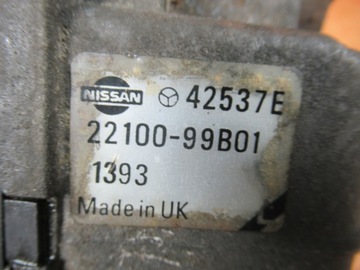 NISSAN 42537E
22100-99B01
1393
Made in UK